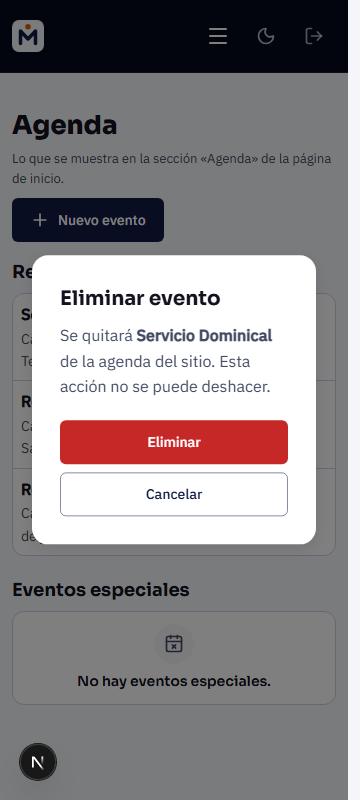 M
Agenda
Lo que se muestra en la sección «Agenda» de la página
de inicio.
Nuevo evento
Eliminar evento
Se quitará Servicio Dominical
de la agenda del sitio. Esta
acción no se puede deshacer.
Eliminar
Cancelar
Eventos especiales
No hay eventos especiales.
N